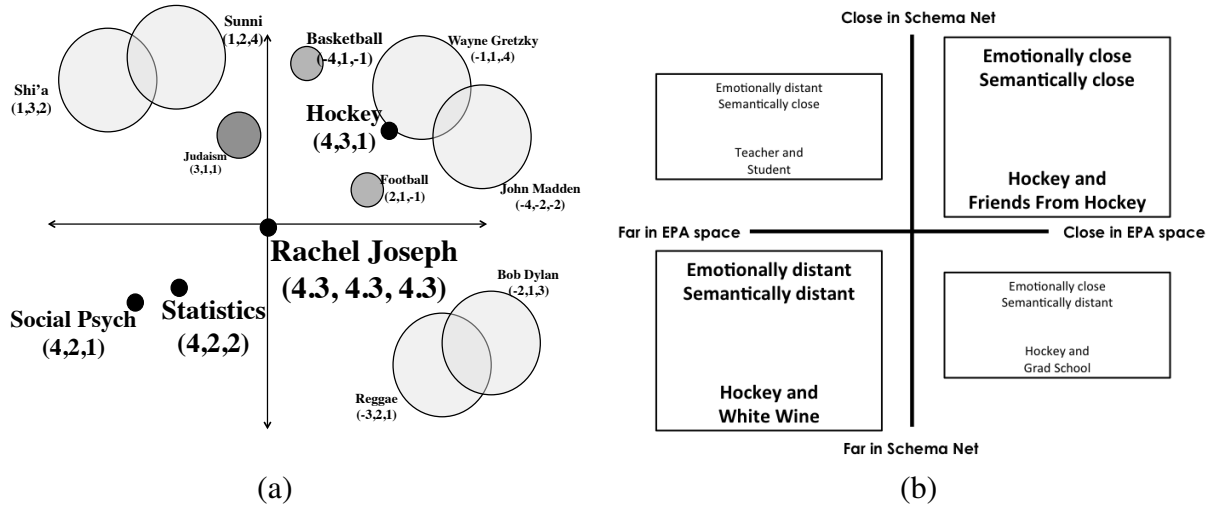 Sunni
(1,2,4)
Shi'a
(1,3,2)
Judaism
(3,1,1)
Basketball
(-4,1,-1)
Wayne Gretzky
(-1,1,.4)
Hockey
(4,3,1)
Football
(2,1,-1)
John Madden
(-4,-2,-2)
Rachel Joseph
(4.3, 4.3, 4.3)
Social Psych
(4,2,1)
Statistics
(4,2,2)
Bob Dylan
(-2,1,3)
Reggae
(-3,2,1)
(a)
Close in Schema Net
Emotionally distant
Semantically close
Teacher and
Student
Emotionally close
Semantically close
Hockey and
Friends From Hockey
Far in EPA space
Close in EPA space
Emotionally distant
Semantically distant
Hockey and
White Wine
Emotionally close
Semantically distant
Hockey and
Grad School
Far in Schema Net
(b)